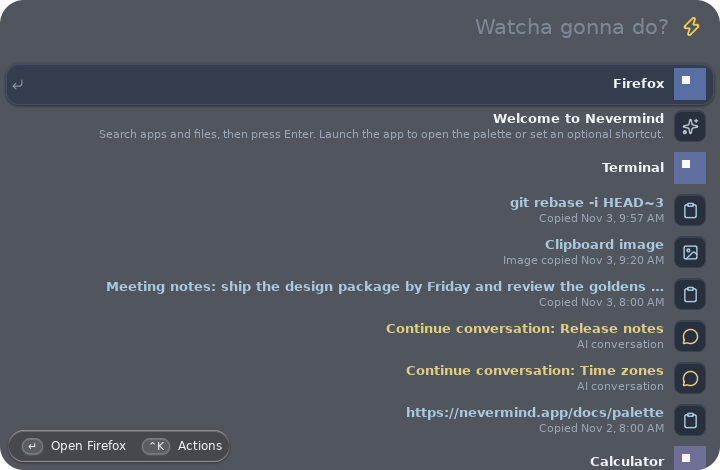 Watcha gonna do?
Firefox
Welcome to Nevermind
Search apps and files, then press Enter. Launch the app to open the palette or set an optional shortcut.
Terminal
git rebase -i HEAD~3
Copied Nov 3, 9:57 AM
Clipboard image
Image copied Nov 3, 9:20 AM
Meeting notes: ship the design package by Friday and review the goldens ...
Copied Nov 3, 8:00 AM
Continue conversation: Release notes
AI conversation
Continue conversation: Time zones
AI conversation
https://nevermind.app/docs/palette
Copied Nov 2, 8:00 AM
Calculator
↵ Open Firefox ^K Actions